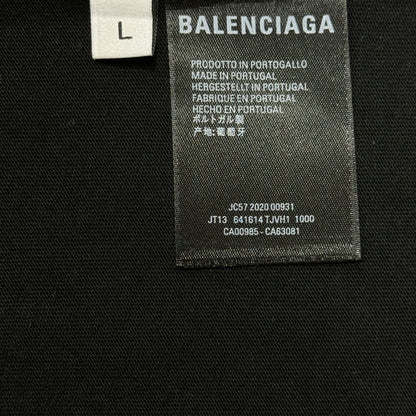 L
BALENCIAGA
PRODOTTO IN PORTOGALLO
MADE IN PORTUGAL
HERGESTELLT IN PORTUGAL
FABRIQUE EN PORTUGAL
HECHO EN PORTUGAL
ポルトガル製
产地:葡萄牙
JC57 2020 00931
JT13 641614 TJVH1 1000
CA00985-CA63081